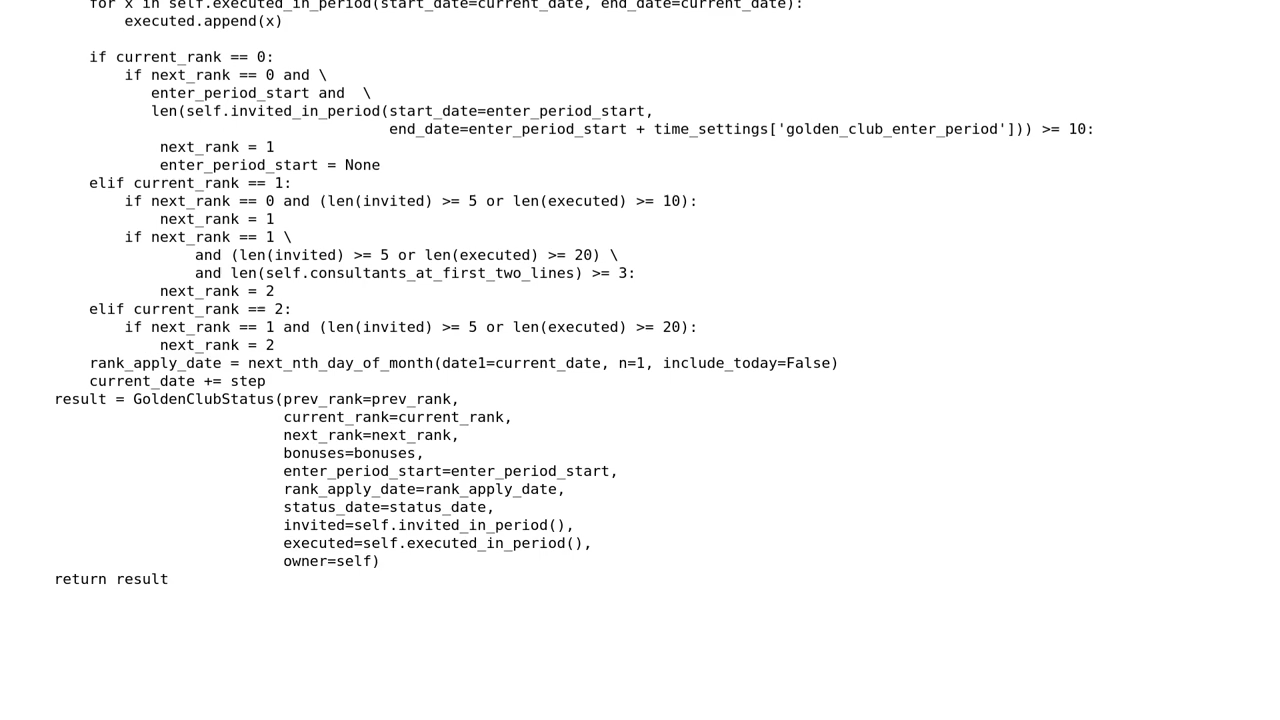 for x in self.executed_in_period(start_date=current_date, end_date=current_date):
executed.append(x)
if current_rank == 0:
if next_rank == 0 and \
enter_period_start and  \
len(self.invited_in_period(start_date=enter_period_start,
end_date=enter_period_start + time_settings['golden_club_enter_period'])) >= 10:
next_rank = 1
enter_period_start = None
elif current_rank == 1:
if next_rank == 0 and (len(invited) >= 5 or len(executed) >= 10):
next_rank = 1
if next_rank == 1 \
and (len(invited) >= 5 or len(executed) >= 20) \
and len(self.consultants_at_first_two_lines) >= 3:
next_rank = 2
elif current_rank == 2:
if next_rank == 1 and (len(invited) >= 5 or len(executed) >= 20):
next_rank = 2
rank_apply_date = next_nth_day_of_month(date1=current_date, n=1, include_today=False)
current_date += step
result = GoldenClubStatus(prev_rank=prev_rank,
current_rank=current_rank,
next_rank=next_rank,
bonuses=bonuses,
enter_period_start=enter_period_start,
rank_apply_date=rank_apply_date,
status_date=status_date,
invited=self.invited_in_period(),
executed=self.executed_in_period(),
owner=self)
return result